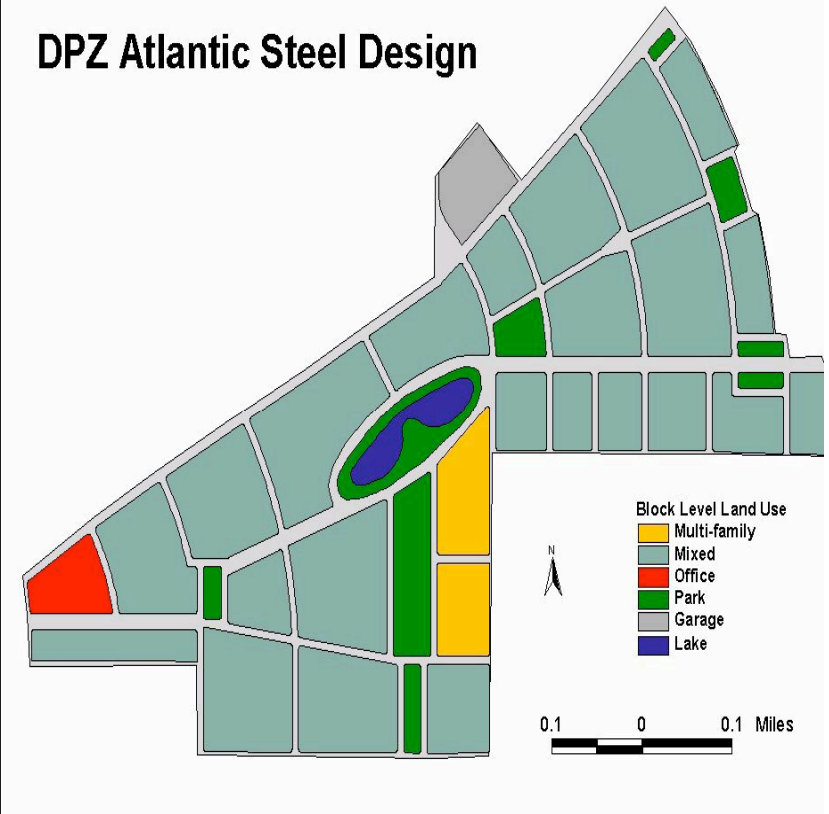 DPZ Atlantic Steel Design
Block Level Land Use
Multi-family
Mixed
Office
Park
Garage
Lake
N
0.1 0 0.1 Miles